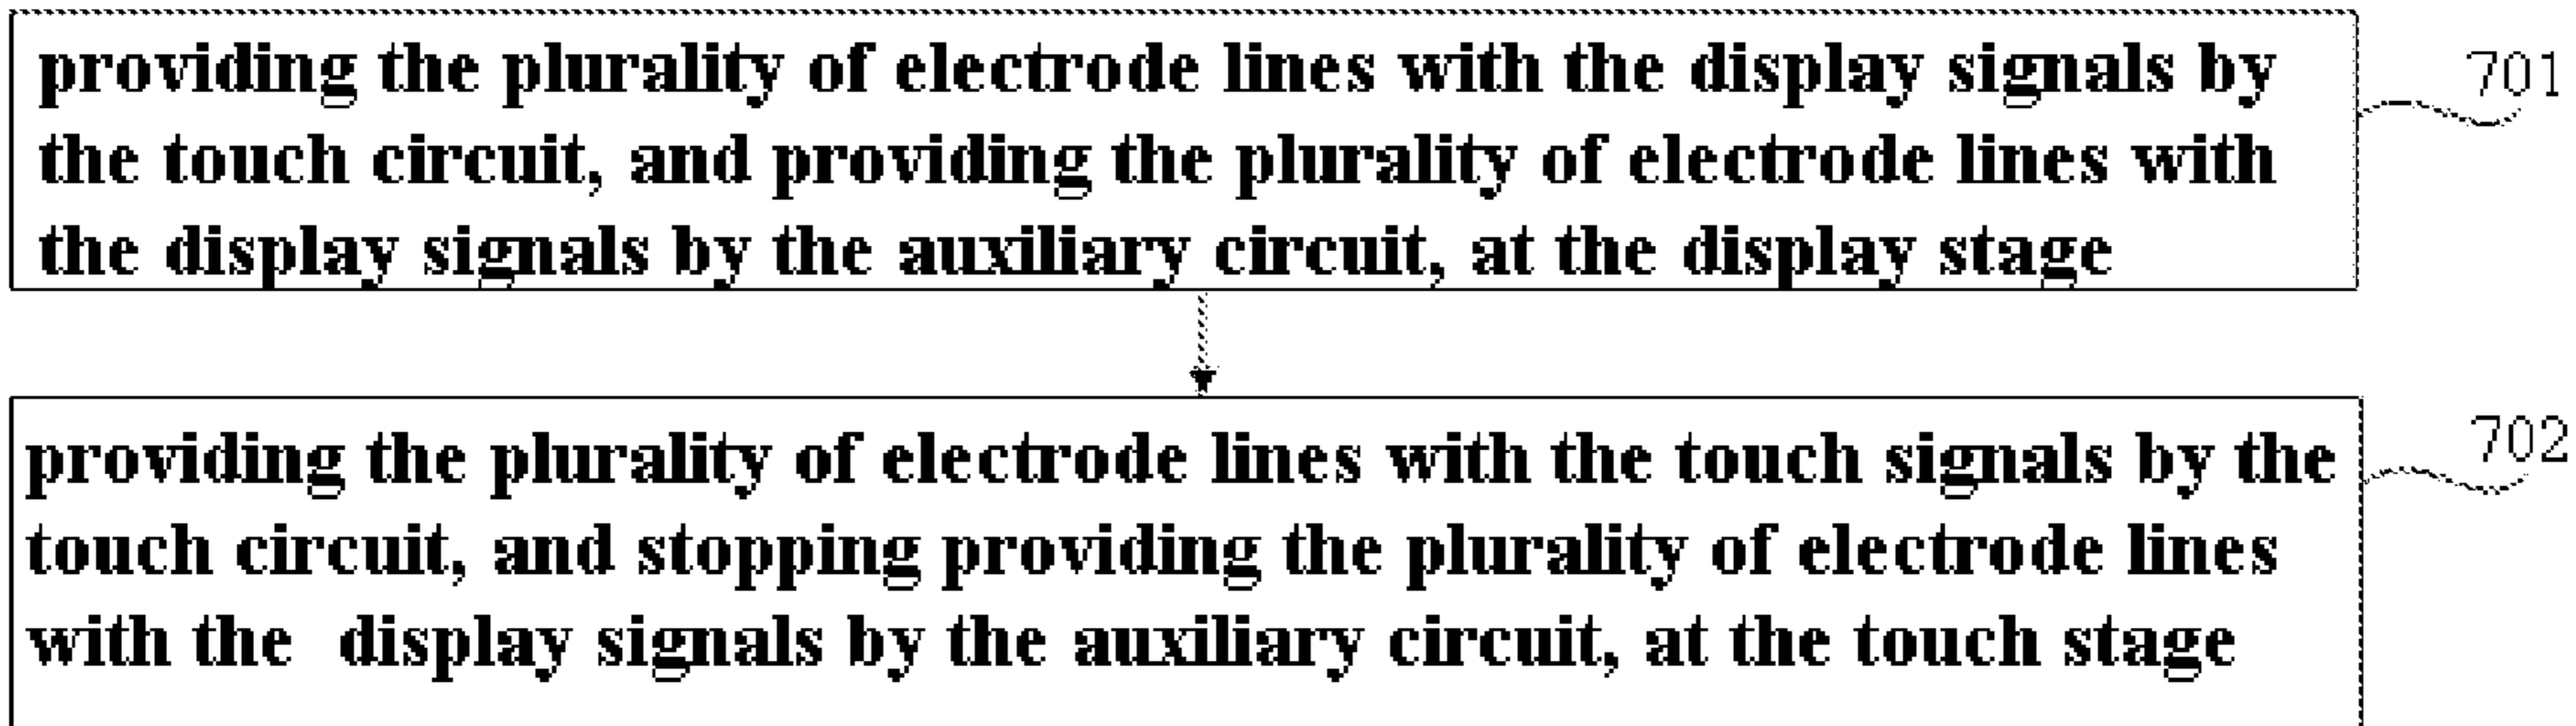 providing the plurality of electrode lines with the display signals by
the touch circuit, and providing the plurality of electrode lines with
the display signals by the auxiliary circuit, at the display stage
701
providing the plurality of electrode lines with the touch signals by the
touch circuit, and stopping providing the plurality of electrode lines
with the display signals by the auxiliary circuit, at the touch stage
702